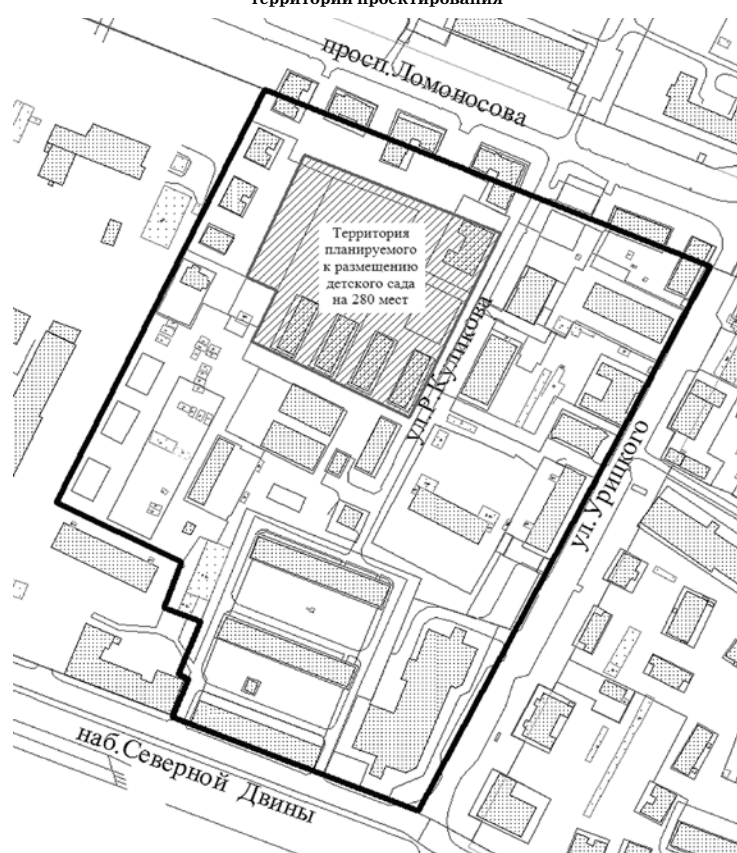 территории проектирования
просп.Ломоносова
Территория
планируемого
к размещению
детского сада
на 280 мест
ул.Р.Куликова
ул.Урицкого
наб.Северной Двины